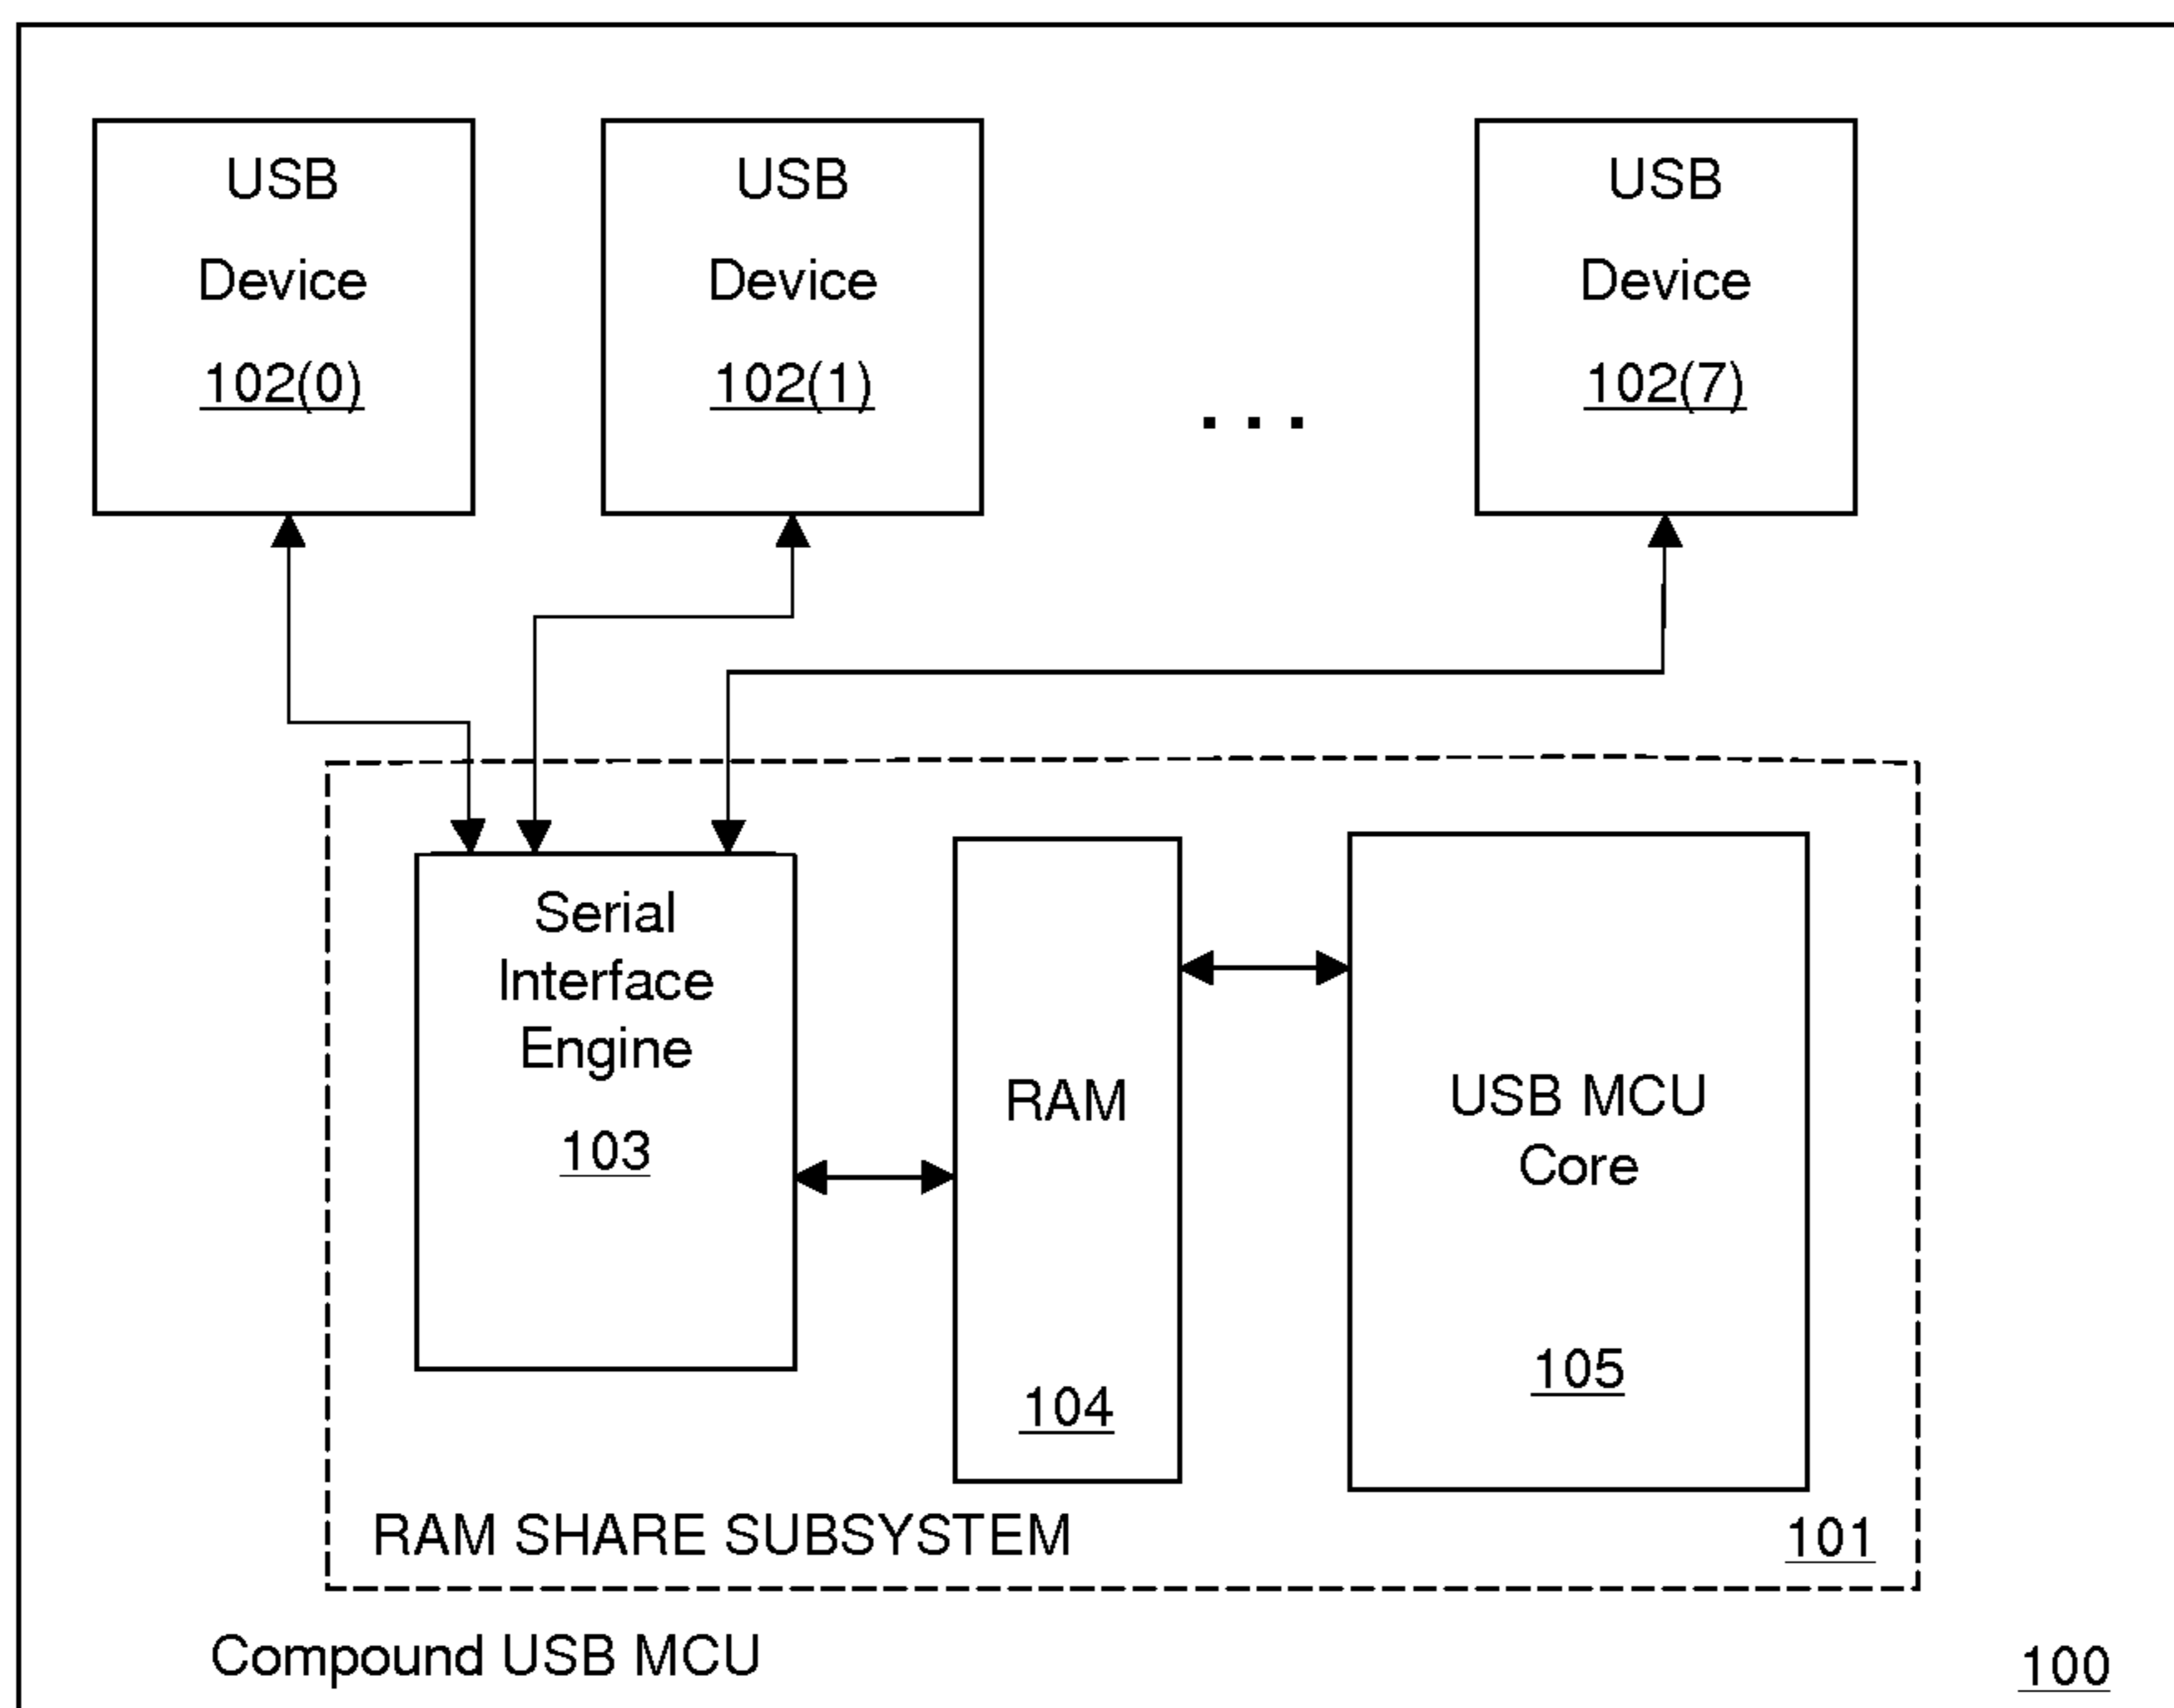 USB
Device
102(0)
USB
Device
102(1)
. . .
USB
Device
102(7)
Serial
Interface
Engine
103
RAM
104
USB MCU
Core
105
RAM SHARE SUBSYSTEM
101
Compound USB MCU
100